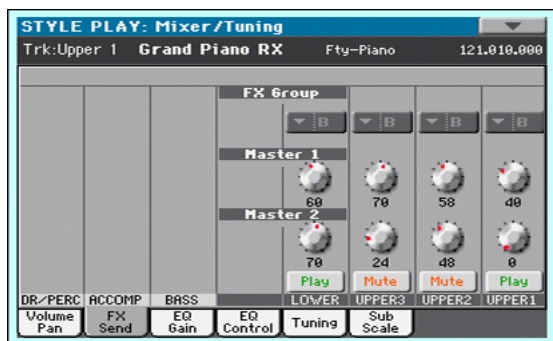 STYLE PLAY: Mixer/Tuning
Trk:Upper 1 Grand Piano RX Fty-Piano 121.010.000
FX Group
B B B B
Master 1
60 70 58 40
Master 2
70 24 48 0
Play Mute Mute Play
DR/PERC ACCOMP BASS LOWER UPPER3 UPPER2 UPPER1
Volume Pan FX Send EQ Gain EQ Control Tuning Sub Scale